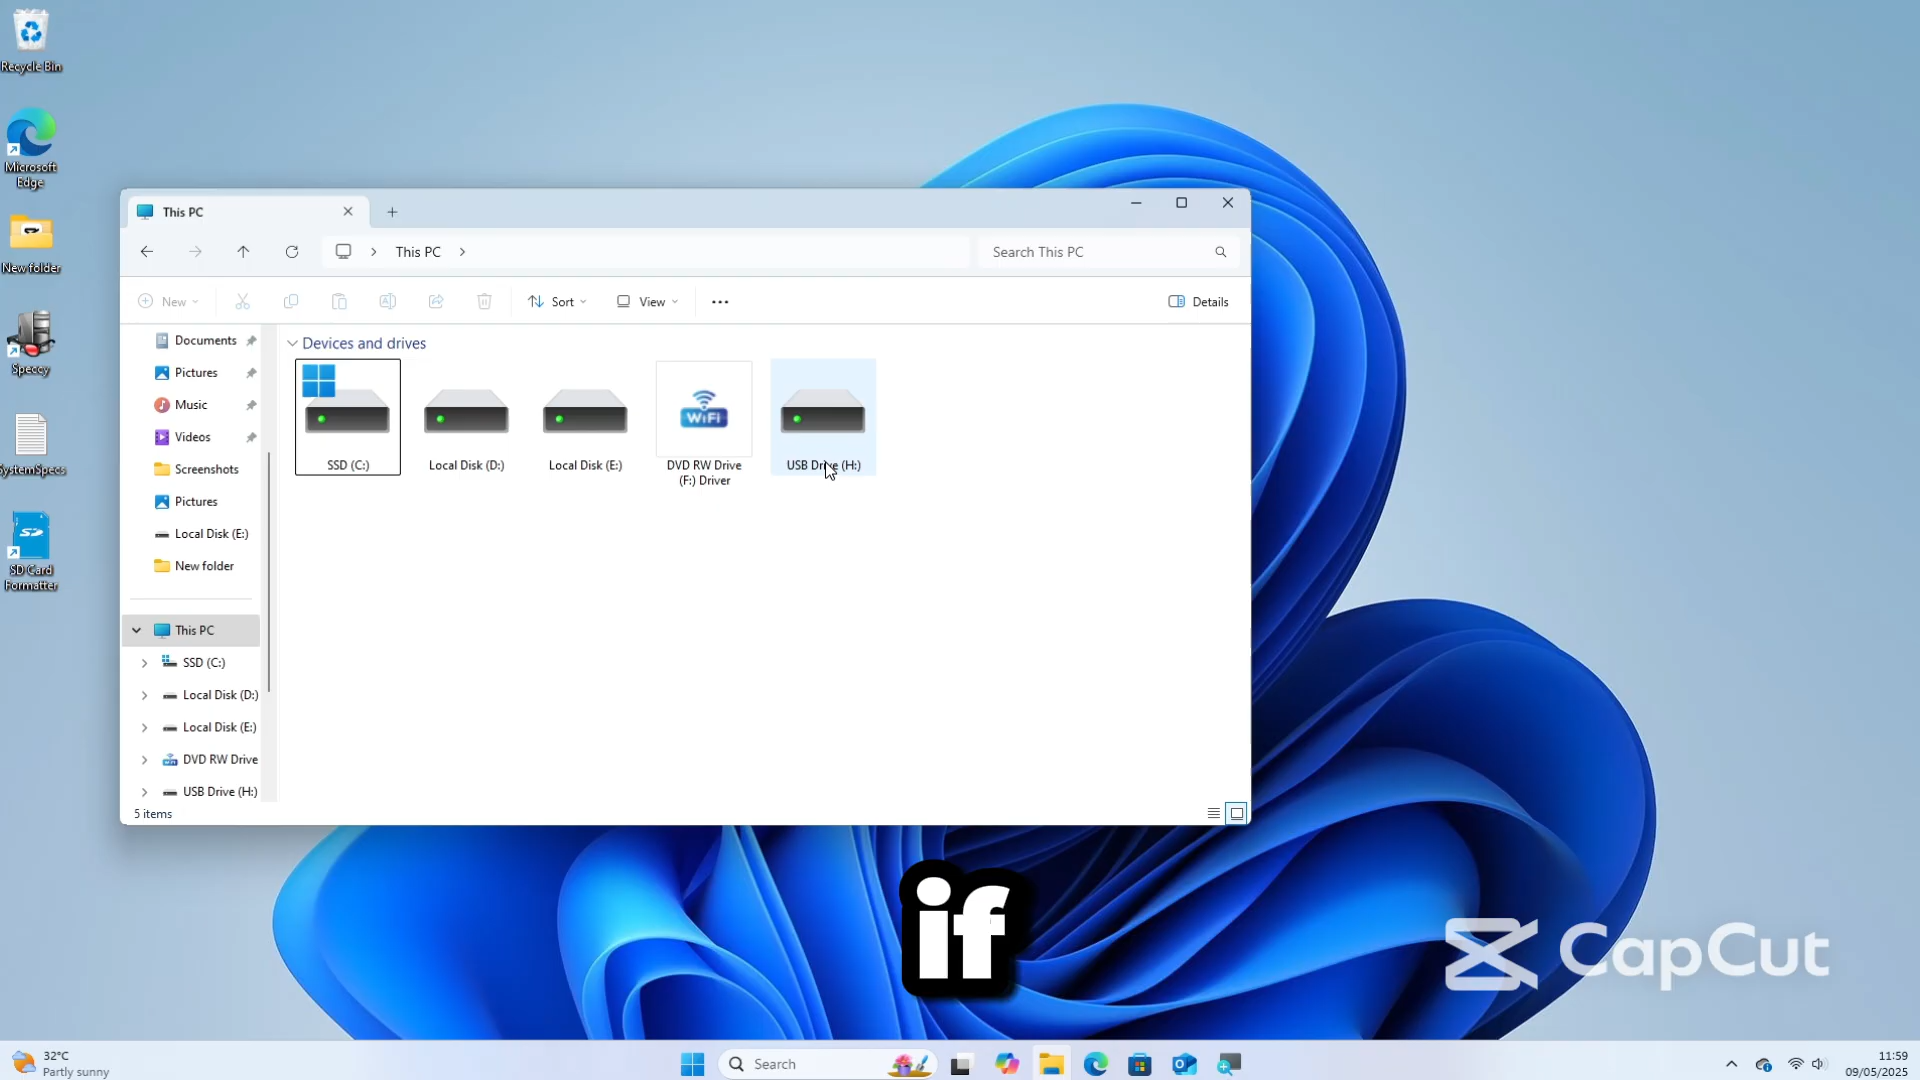 Recycle Bin
Microsoft
Edge
New folder
Speccy
SystemSpecs
SD Card
Formatter
This PC
This PC
Search This PC
New
Sort
View
Details
Documents
Pictures
Music
Videos
Screenshots
Pictures
Local Disk (E:)
New folder
This PC
SSD (C:)
Local Disk (D:)
Local Disk (E:)
DVD RW Drive
USB Drive (H:)
Devices and drives
SSD (C:)
Local Disk (D:)
Local Disk (E:)
WiFi
DVD RW Drive
(F:) Driver
USB Drive (H:)
5 items
if
CapCut
32°C
Partly sunny
Search
11:59
09/05/2025